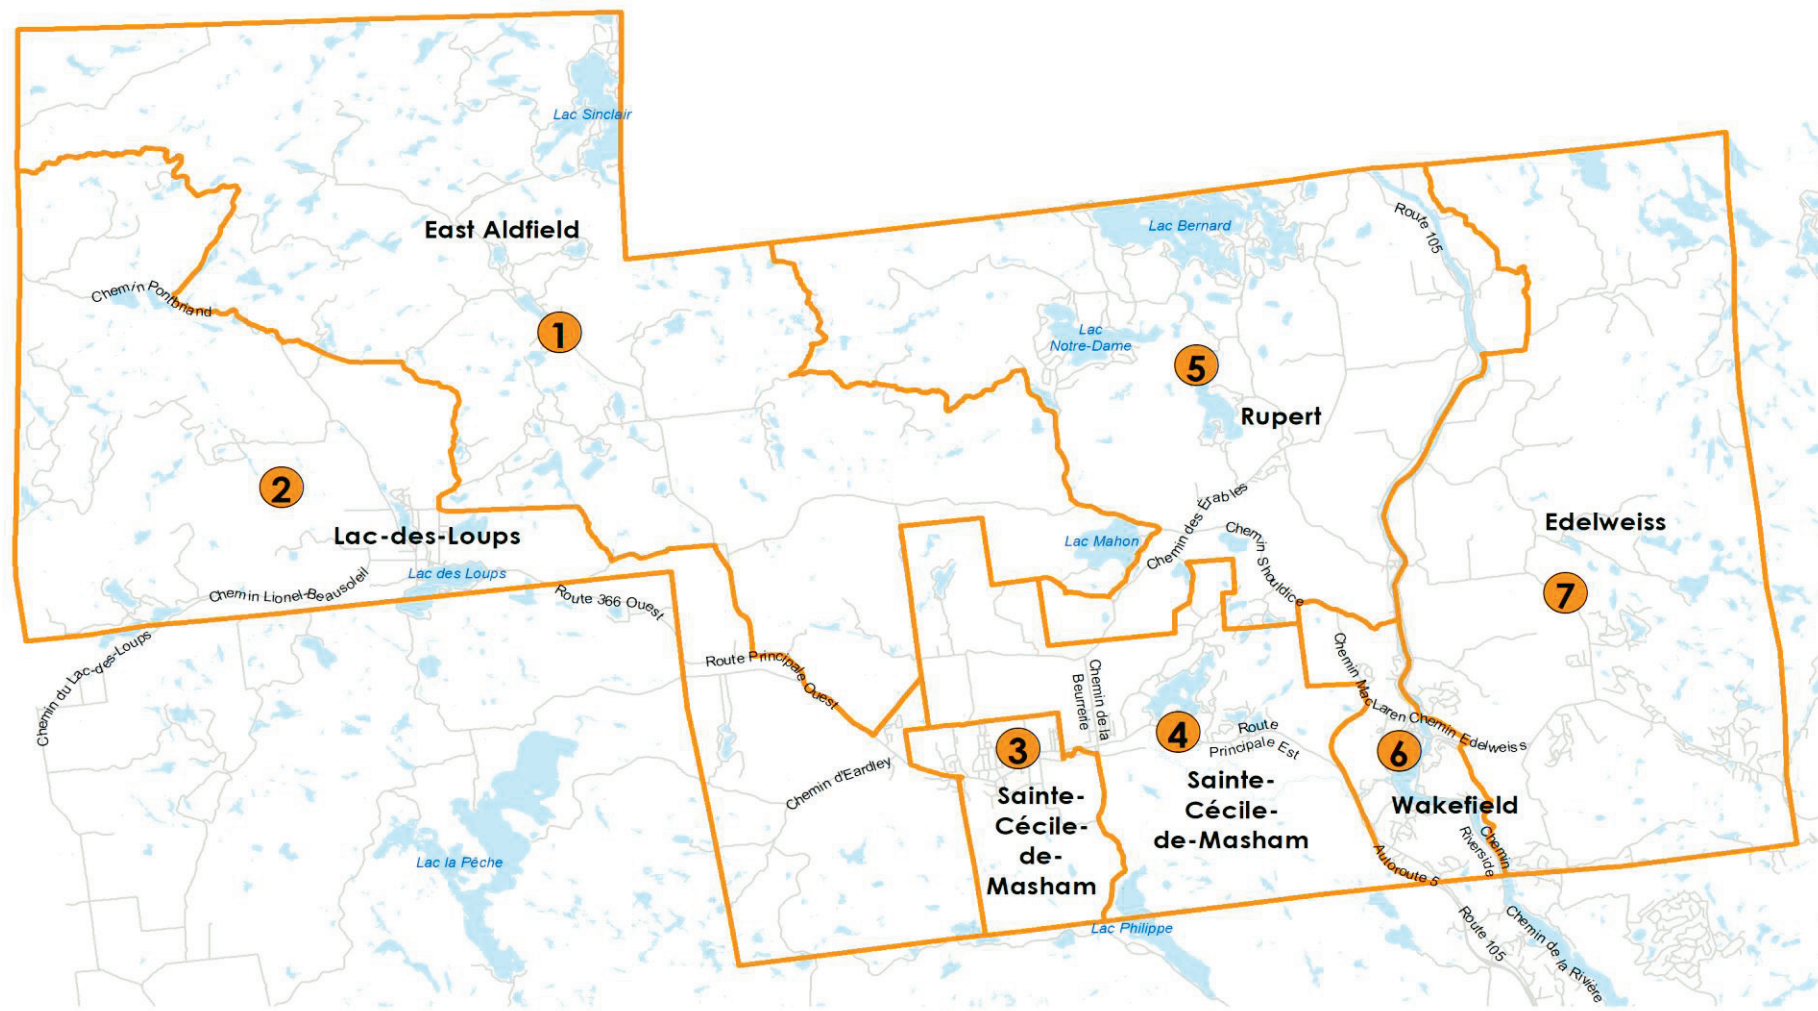 Lac Sinclair
East Aldfield
Lac Bernard
Route 105
Chemin Pontbriand
1
Lac
Notre-Dame
5
Rupert
2
Lac-des-Loups
Lac des Loups
Chemin Lionel-Beausoleil
Route 366 Ouest
Chemin du Lac-des-Loups
Lac Mahon
Chemin des Érables
Chemin Shouldice
Edelweiss
7
Route Principale Ouest
Chemin de la
Beurrerie
Chemin MacLaren
Chemin Edelweiss
3
4
Route
Principale Est
6
Chemin d'Eardley
Sainte-
Cécile-
de-
Masham
Sainte-
Cécile-
de-Masham
Wakefield
Chemin
Riverside
Autoroute 5
Lac la Pêche
Lac Philippe
Route 105
Chemin de la Rivière